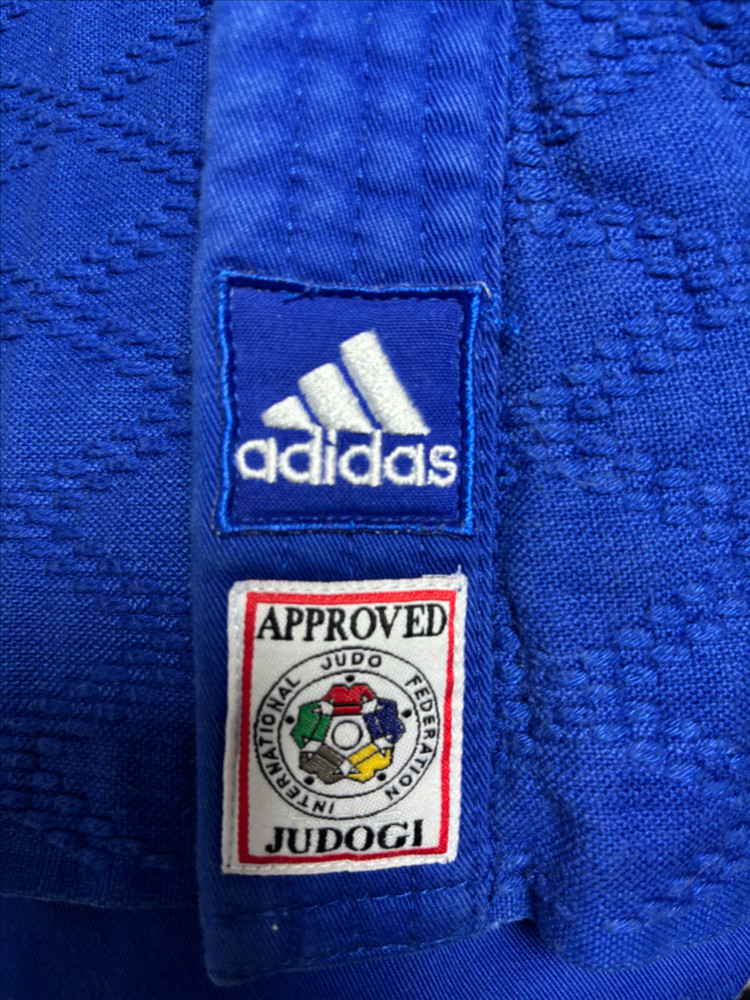 adidas
APPROVED
INTERNATIONAL JUDO FEDERATION
JUDOGI